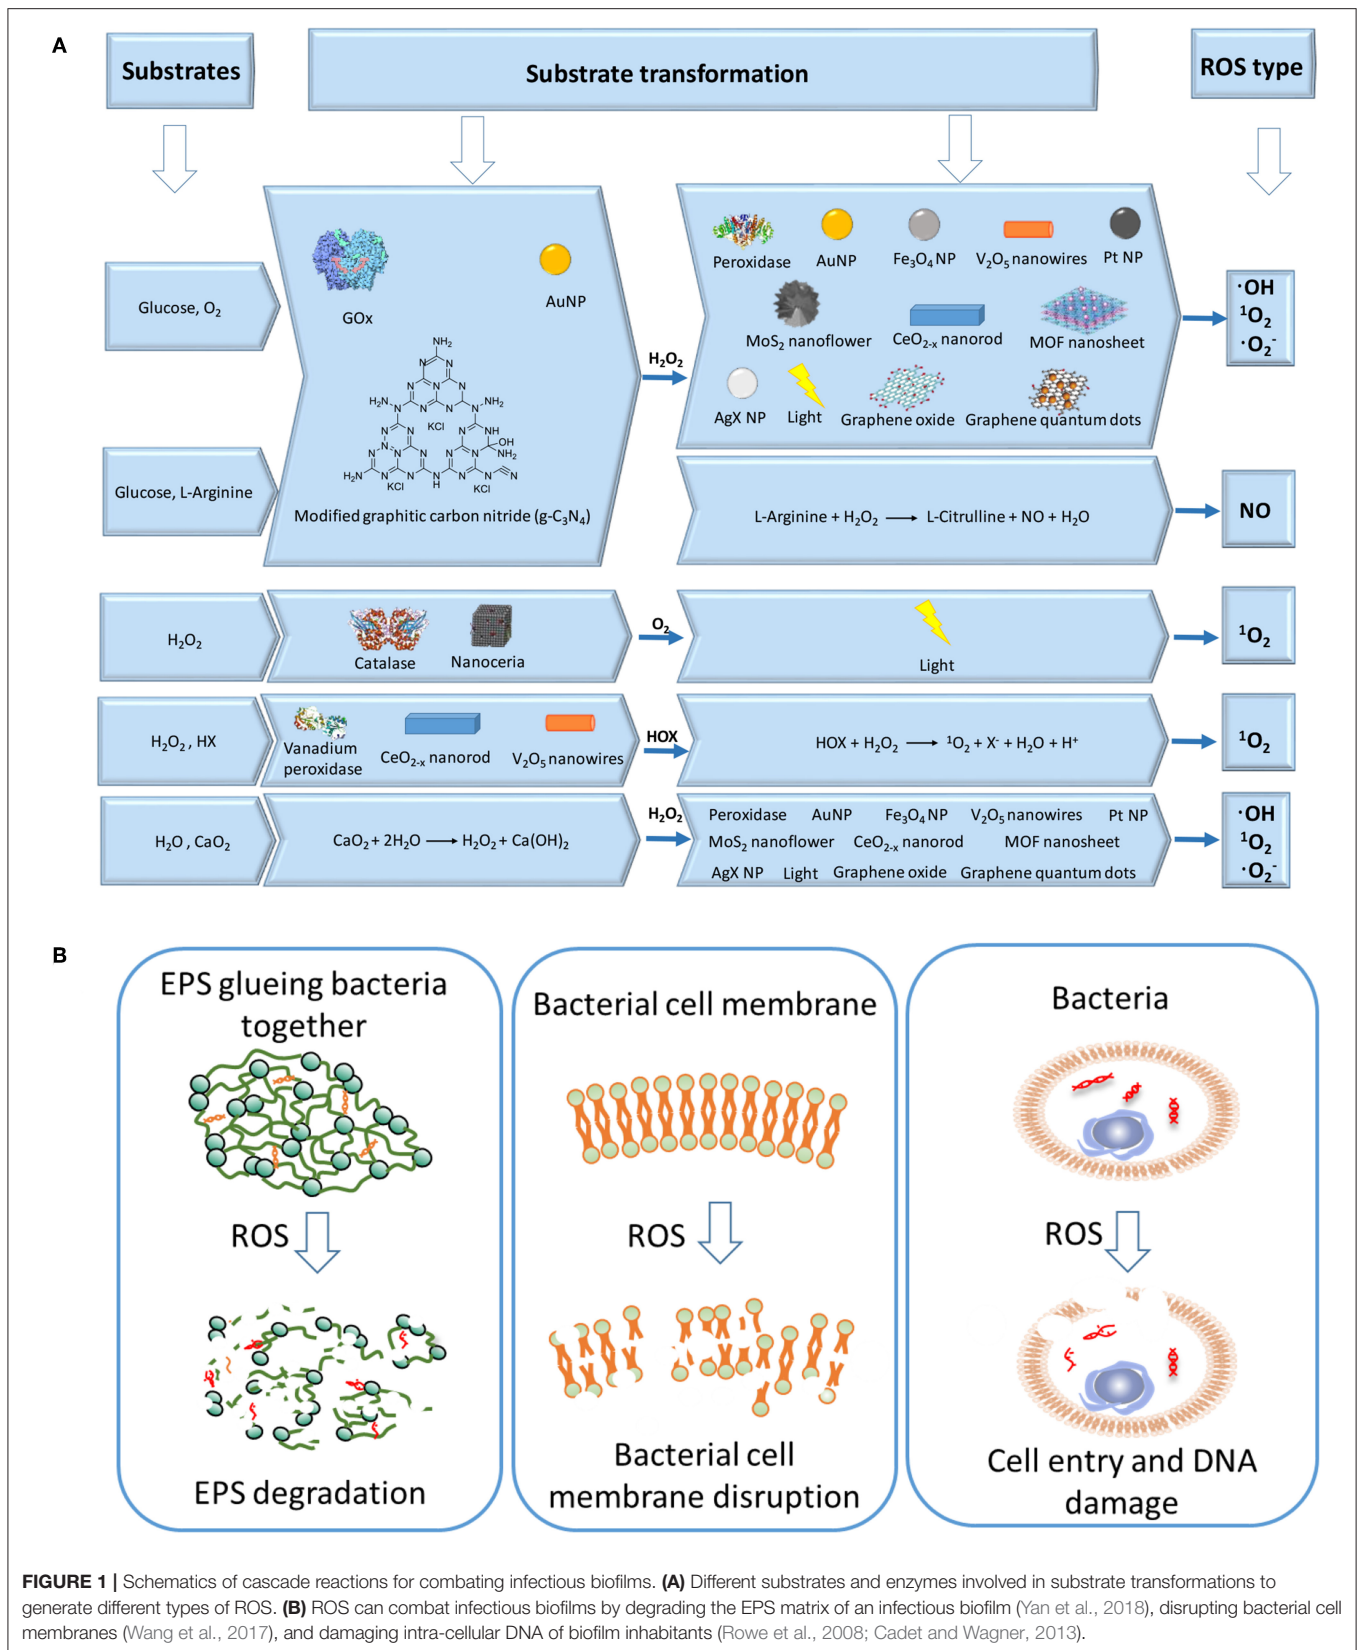 A
Substrates
Substrate transformation
ROS type
Glucose, O₂
GOx
AuNP
NH₂
N
N
N
N
N
N
N
H₂N
N
N
N
N
NH₂
KCl
N
N
N
N
N
N
N
NH
OH
NH₂
H₂N
N
N
N
H
N
N
N
N
KCl
KCl
Modified graphitic carbon nitride (g-C₃N₄)
H₂O₂
Peroxidase
AuNP
Fe₃O₄ NP
V₂O₅ nanowires
Pt NP
MoS₂ nanoflower
CeO₂₋ₓ nanorod
MOF nanosheet
AgX NP
Light
Graphene oxide
Graphene quantum dots
·OH
¹O₂
·O₂⁻
Glucose, L-Arginine
L-Arginine + H₂O₂ ⟶ L-Citrulline + NO + H₂O
NO
H₂O₂
Catalase
Nanoceria
O₂
Light
¹O₂
H₂O₂ , HX
Vanadium
peroxidase
CeO₂₋ₓ nanorod
V₂O₅ nanowires
HOX
HOX + H₂O₂ ⟶ ¹O₂ + X⁻ + H₂O + H⁺
¹O₂
H₂O , CaO₂
CaO₂ + 2H₂O ⟶ H₂O₂ + Ca(OH)₂
H₂O₂
Peroxidase AuNP Fe₃O₄ NP V₂O₅ nanowires Pt NP
MoS₂ nanoflower CeO₂₋ₓ nanorod MOF nanosheet
AgX NP Light Graphene oxide Graphene quantum dots
·OH
¹O₂
·O₂⁻
B
EPS glueing bacteria
together
ROS
EPS degradation
Bacterial cell membrane
ROS
Bacterial cell
membrane disruption
Bacteria
ROS
Cell entry and DNA
damage
FIGURE 1 | Schematics of cascade reactions for combating infectious biofilms. (A) Different substrates and enzymes involved in substrate transformations to
generate different types of ROS. (B) ROS can combat infectious biofilms by degrading the EPS matrix of an infectious biofilm (Yan et al., 2018), disrupting bacterial cell
membranes (Wang et al., 2017), and damaging intra-cellular DNA of biofilm inhabitants (Rowe et al., 2008; Cadet and Wagner, 2013).